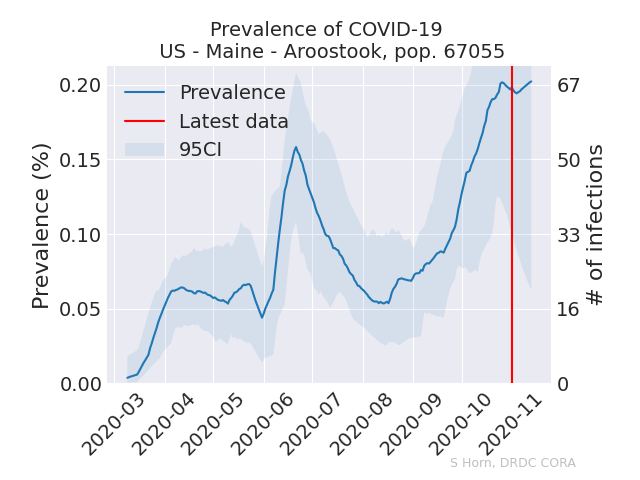 Prevalence of COVID-19
US - Maine - Aroostook, pop. 67055
Prevalence
Latest data
95CI
Prevalence (%)
0.20
0.15
0.10
0.05
0.00
67
50
33
16
0
# of infections
2020-03
2020-04
2020-05
2020-06
2020-07
2020-08
2020-09
2020-10
2020-11
S Horn, DRDC CORA